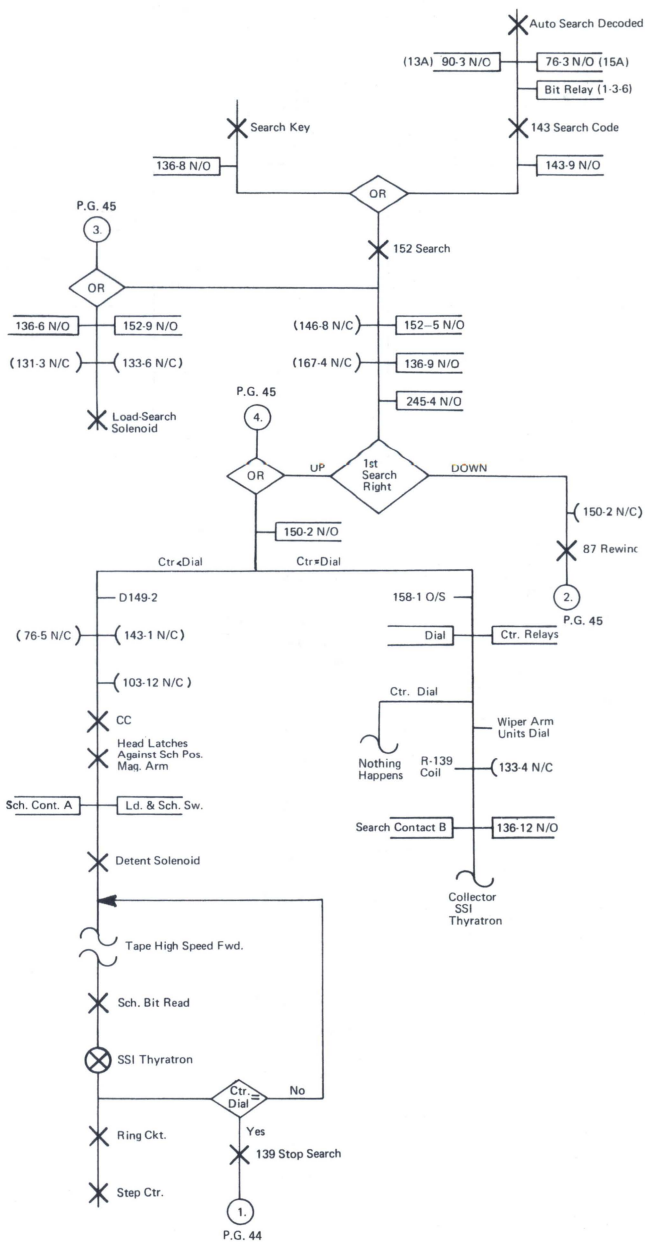 Auto Search Decoded
(13A) 90-3 N/O 76-3 N/O (15A)
Bit Relay (1-3-6)
Search Key
143 Search Code
136-8 N/O
143-9 N/O
OR
P.G. 45
3.
152 Search
OR
136-6 N/O 152-9 N/O
(146-8 N/C) 152-5 N/O
(131-3 N/C) (133-6 N/C)
(167-4 N/C) 136-9 N/O
245-4 N/O
Load-Search
Solenoid
P.G. 45
4.
OR
UP
1st
Search
Right
DOWN
150-2 N/O
(150-2 N/C)
87 Rewinc
2.
P.G. 45
Ctr<Dial Ctr=Dial
D149-2
158-1 O/S
(76-5 N/C) (143-1 N/C)
Dial Ctr. Relays
(103-12 N/C)
Ctr. Dial
CC
Wiper Arm
Units Dial
Head Latches
Against Sch Pos.
Mag. Arm
Nothing
Happens
R-139
Coil
(133-4 N/C)
Sch. Cont. A Ld. & Sch. Sw.
Search Contact B 136-12 N/O
Detent Solenoid
Collector
SSI
Thyratron
Tape High Speed Fwd.
Sch. Bit Read
SSI Thyratron
Ctr. =
Dial
No
Yes
Ring Ckt.
139 Stop Search
Step Ctr.
1.
P.G. 44